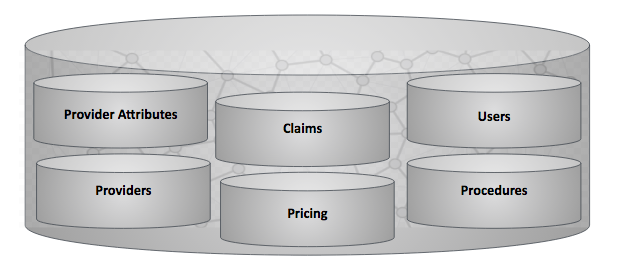 Provider Attributes
Claims
Users
Providers
Pricing
Procedures